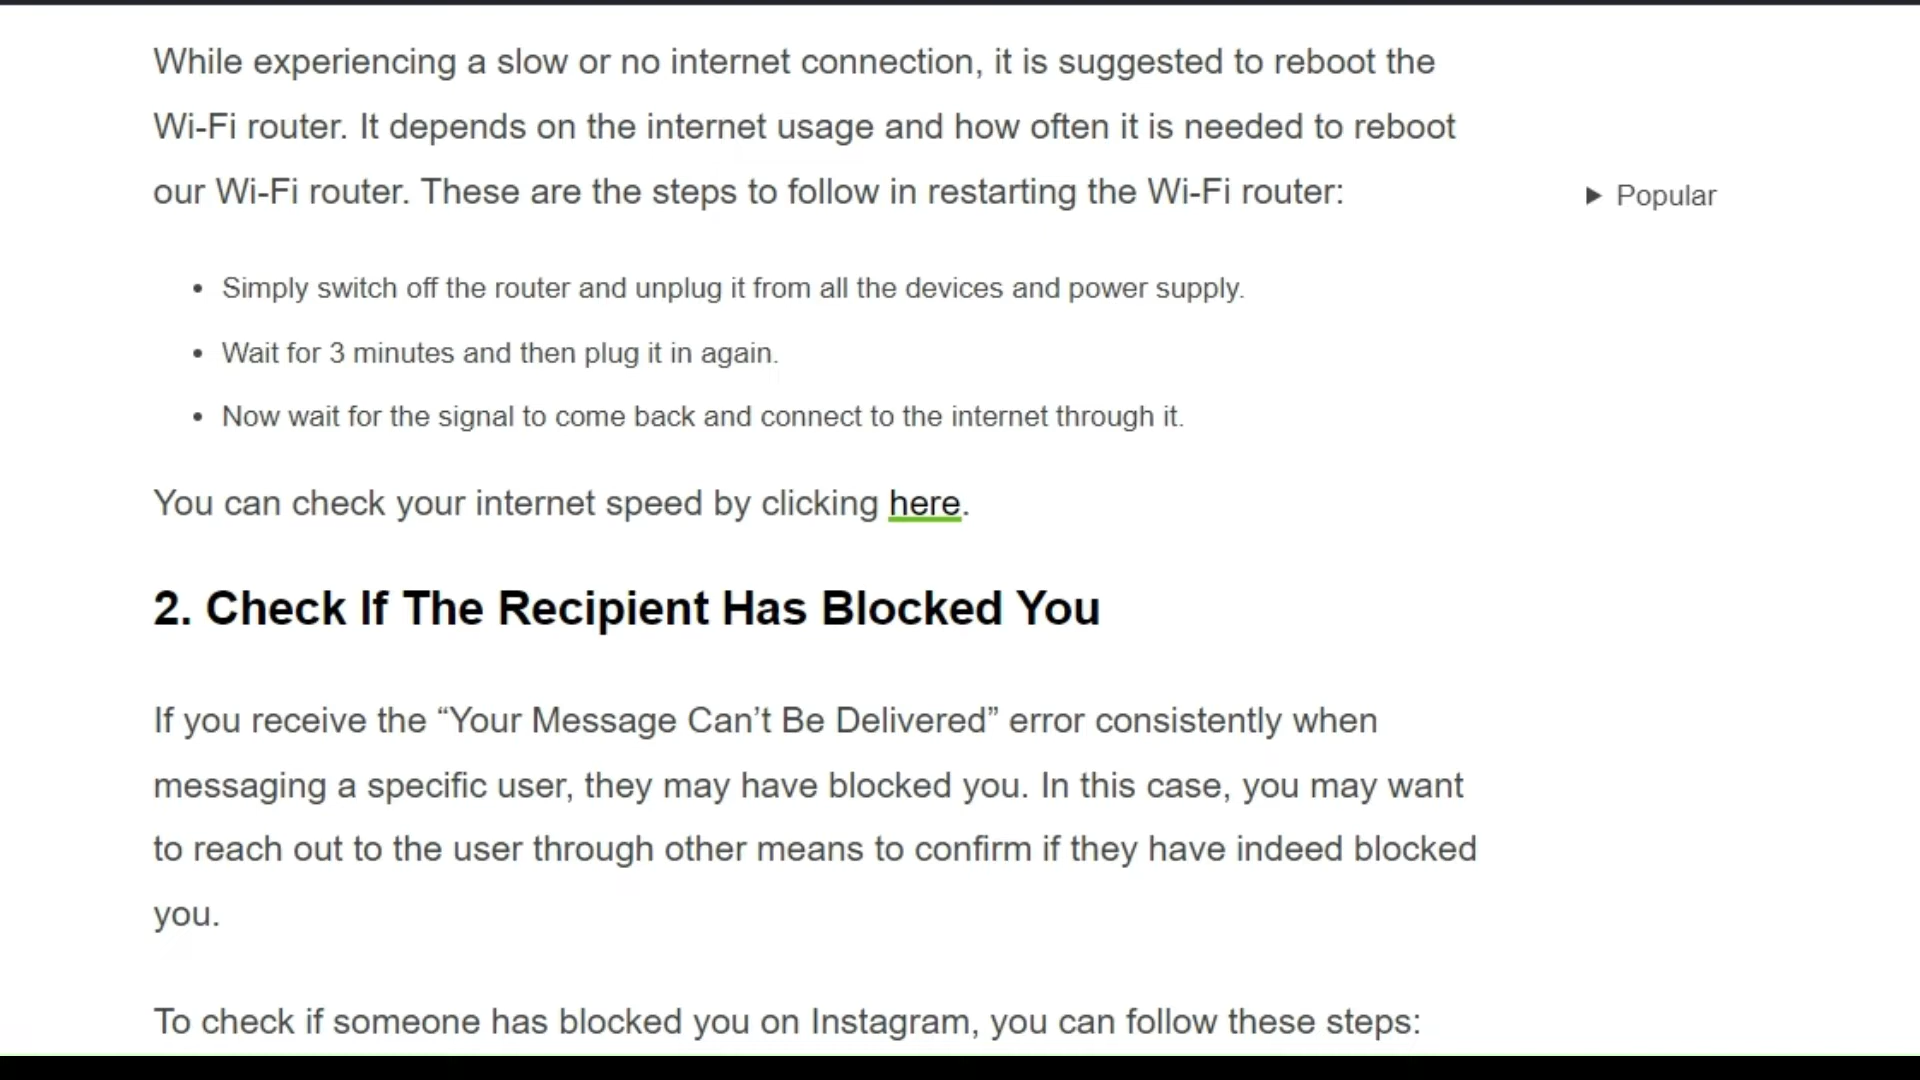 While experiencing a slow or no internet connection, it is suggested to reboot the
Wi-Fi router. It depends on the internet usage and how often it is needed to reboot
our Wi-Fi router. These are the steps to follow in restarting the Wi-Fi router:
▶ Popular
• Simply switch off the router and unplug it from all the devices and power supply.
• Wait for 3 minutes and then plug it in again.
• Now wait for the signal to come back and connect to the internet through it.
You can check your internet speed by clicking here.
2. Check If The Recipient Has Blocked You
If you receive the “Your Message Can’t Be Delivered” error consistently when
messaging a specific user, they may have blocked you. In this case, you may want
to reach out to the user through other means to confirm if they have indeed blocked
you.
To check if someone has blocked you on Instagram, you can follow these steps: